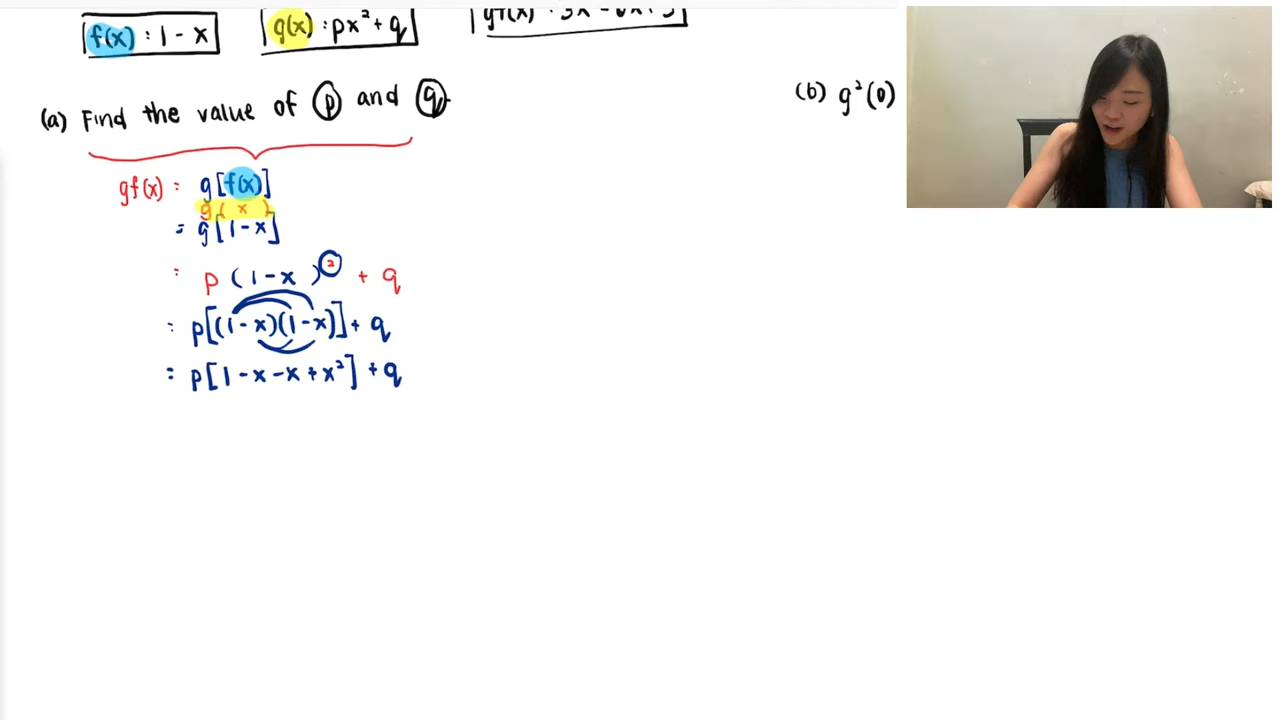 f(x) : 1 - x
g(x) : px² + q
(a) Find the value of p and q.
(b) g²(0)
gf(x) = g[f(x)]
g( x )
= g[1-x]
= p(1-x)² + q
= p[(1-x)(1-x)] + q
= p[1-x-x+x²] + q